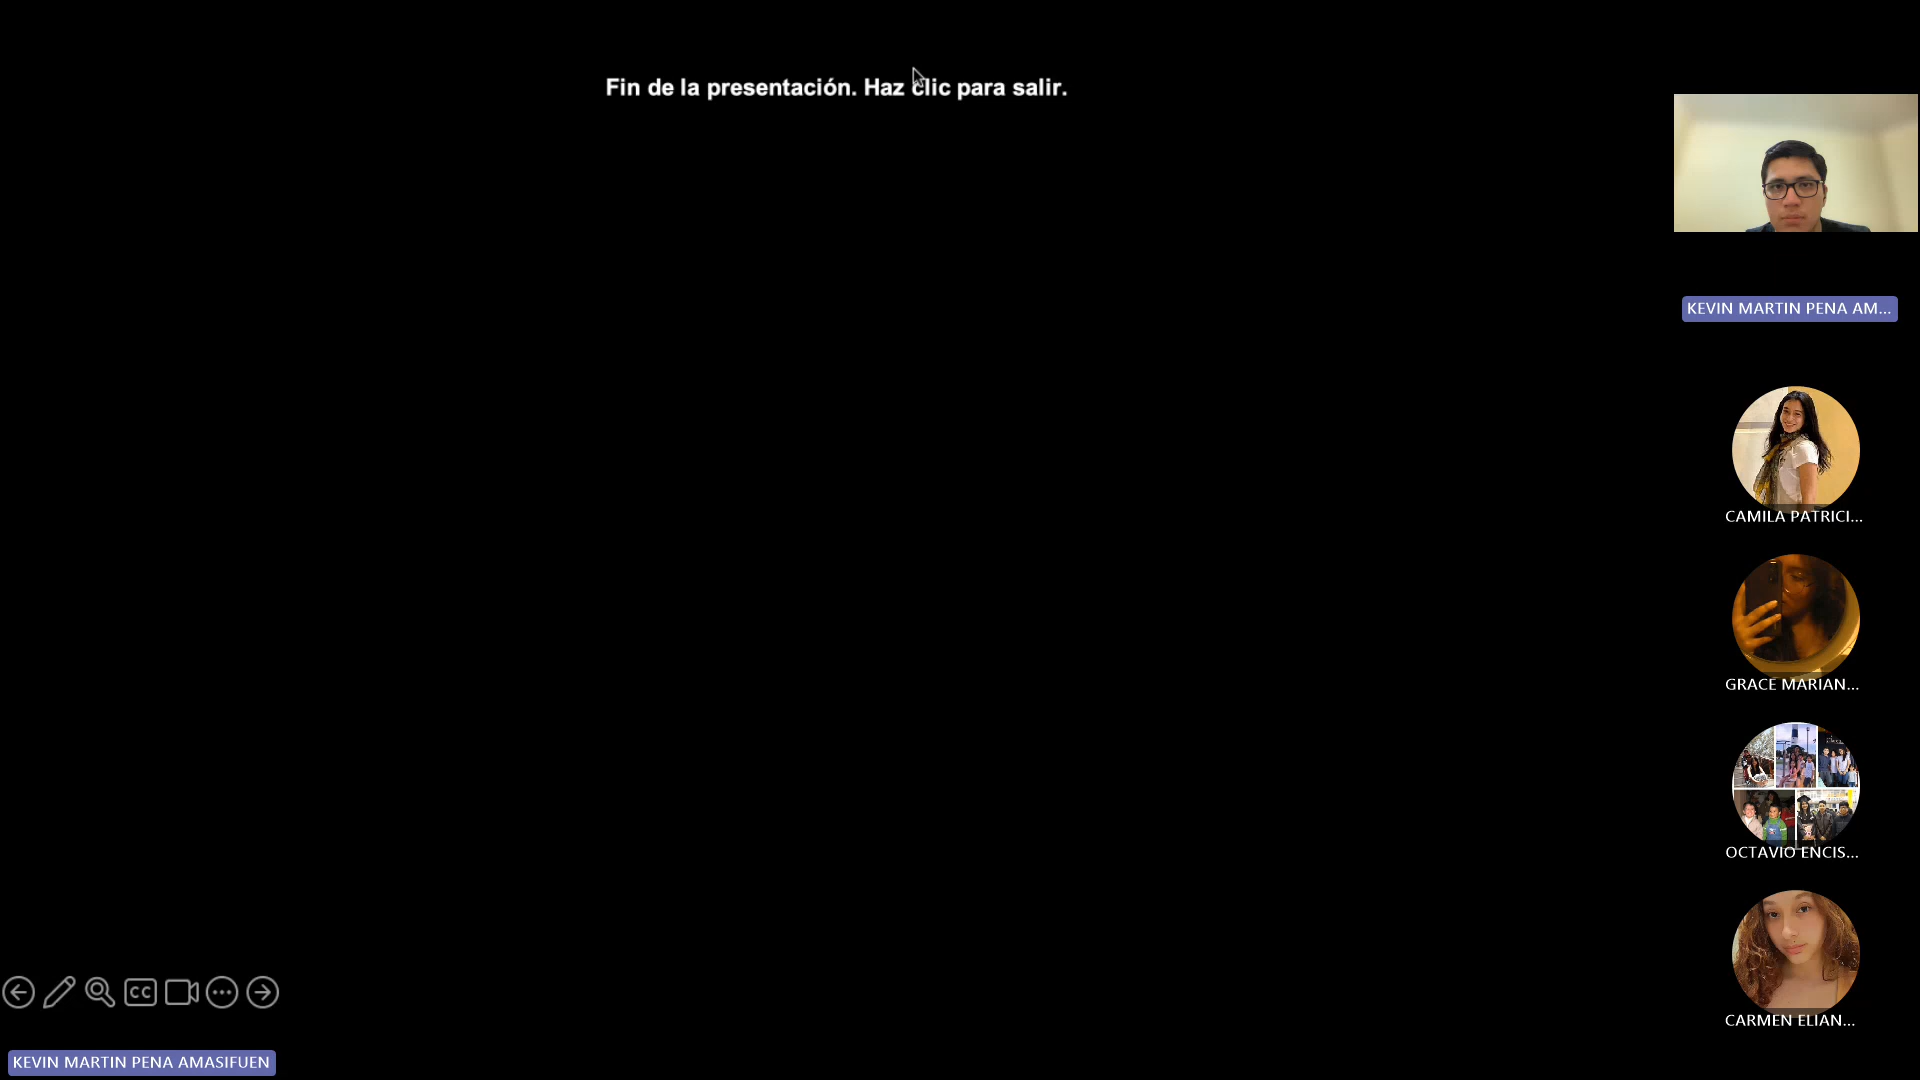 Fin de la presentación. Haz clic para salir.
KEVIN MARTIN PENA AM...
CAMILA PATRICI...
GRACE MARIAN...
OCTAVIO ENCIS...
CARMEN ELIAN...
CC
KEVIN MARTIN PENA AMASIFUEN